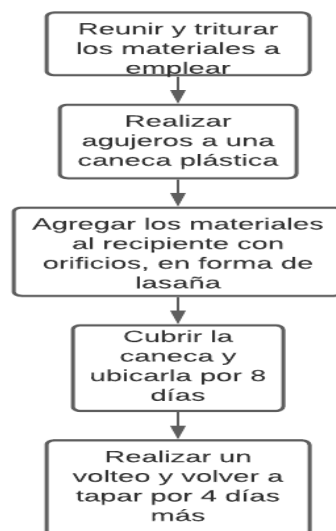 Reunir y triturar
los materiales a
emplear
Realizar
agujeros a una
caneca plástica
Agregar los materiales
al recipiente con
orificios, en forma de
lasaña
Cubrir la
caneca y
ubicarla por 8
días
Realizar un
volteo y volver a
tapar por 4 días
más